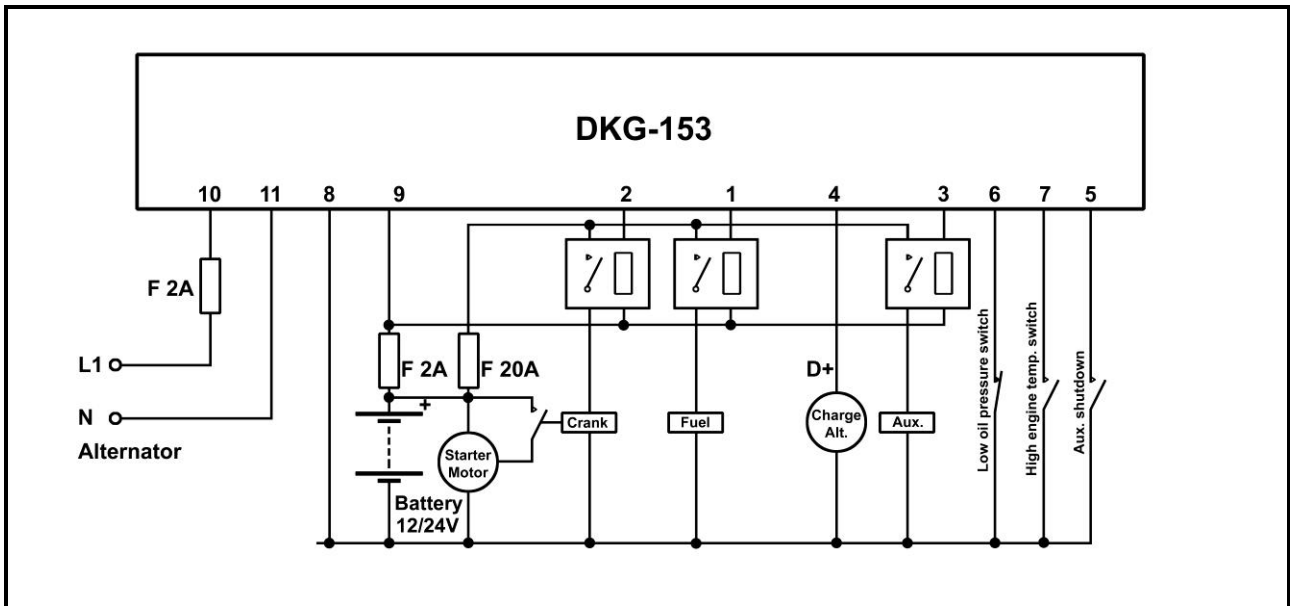 DKG-153
10 11 8 9 2 1 4 3 6 7 5
F 2A
L1
N
Alternator
F 2A
F 20A
+
Starter
Motor
Battery
12/24V
Crank
Fuel
D+
Charge
Alt.
Aux.
Low oil pressure switch
High engine temp. switch
Aux. shutdown